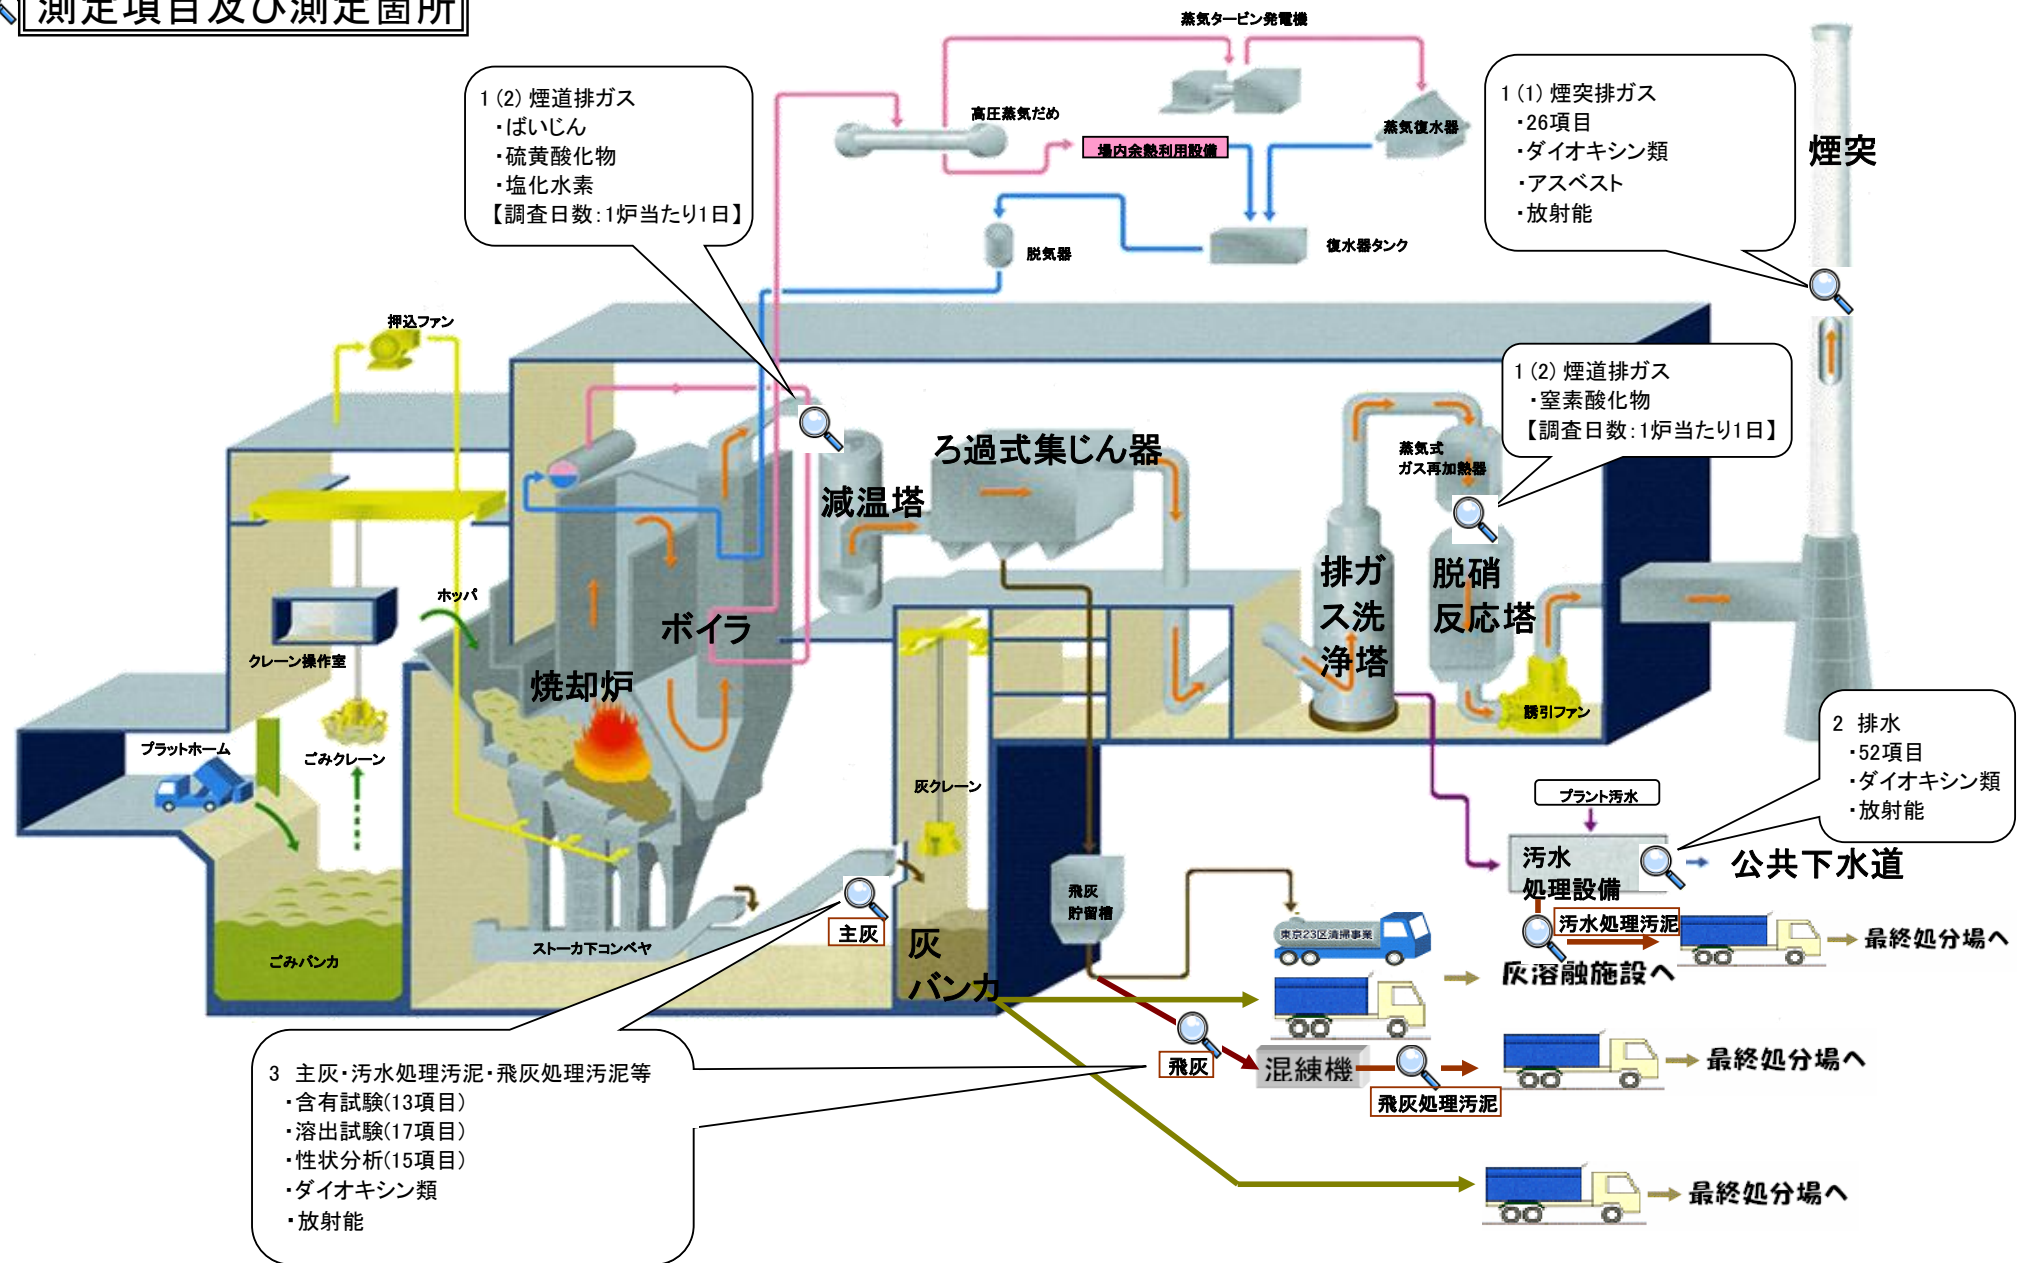 測定項目及び測定箇所
蒸気タービン発電機
1(2) 煙道排ガス
・ばいじん
・硫黄酸化物
・塩化水素
【調査日数：1炉当たり1日】
高圧蒸気だめ
場内余熱利用設備
蒸気復水器
脱気器
復水器タンク
1(1) 煙突排ガス
・26項目
・ダイオキシン類
・アスベスト
・放射能
煙突
押込ファン
1(2) 煙道排ガス
・窒素酸化物
【調査日数：1炉当たり1日】
ろ過式集じん器
蒸気式
ガス再加熱器
減温塔
排ガ
ス洗
浄塔
脱硝
反応塔
ホッパ
ボイラ
クレーン操作室
焼却炉
誘引ファン
プラットホーム
ごみクレーン
灰クレーン
2 排水
・52項目
・ダイオキシン類
・放射能
プラント汚水
汚水
処理設備
公共下水道
飛灰
貯留槽
主灰
ストーカ下コンベヤ
ごみバンカ
灰
バンカ
東京23区清掃事業
汚水処理汚泥
最終処分場へ
灰溶融施設へ
飛灰
混練機
飛灰処理汚泥
最終処分場へ
3 主灰・汚水処理汚泥・飛灰処理汚泥等
・含有試験(13項目)
・溶出試験(17項目)
・性状分析(15項目)
・ダイオキシン類
・放射能
最終処分場へ